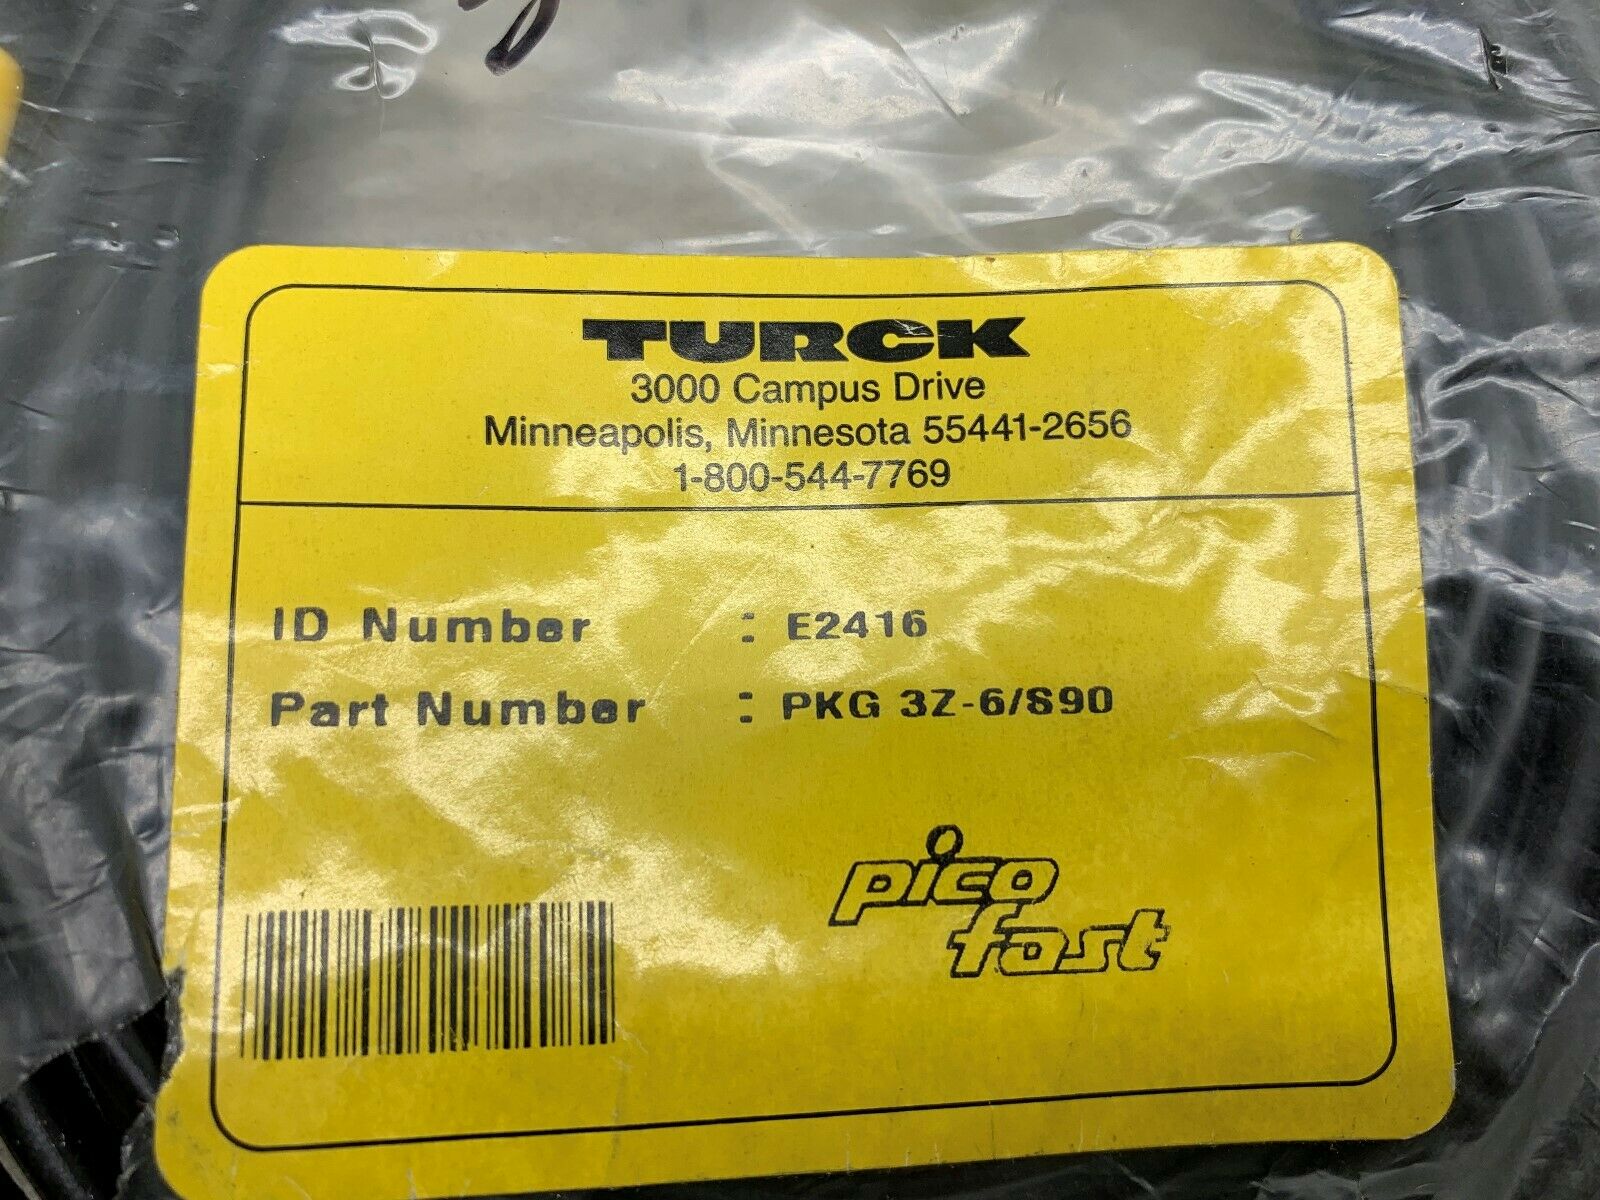 TURCK
3000 Campus Drive
Minneapolis, Minnesota 55441-2656
1-800-544-7769
ID Number : E2416
Part Number : PKG 3Z-6/S90
pico
fast